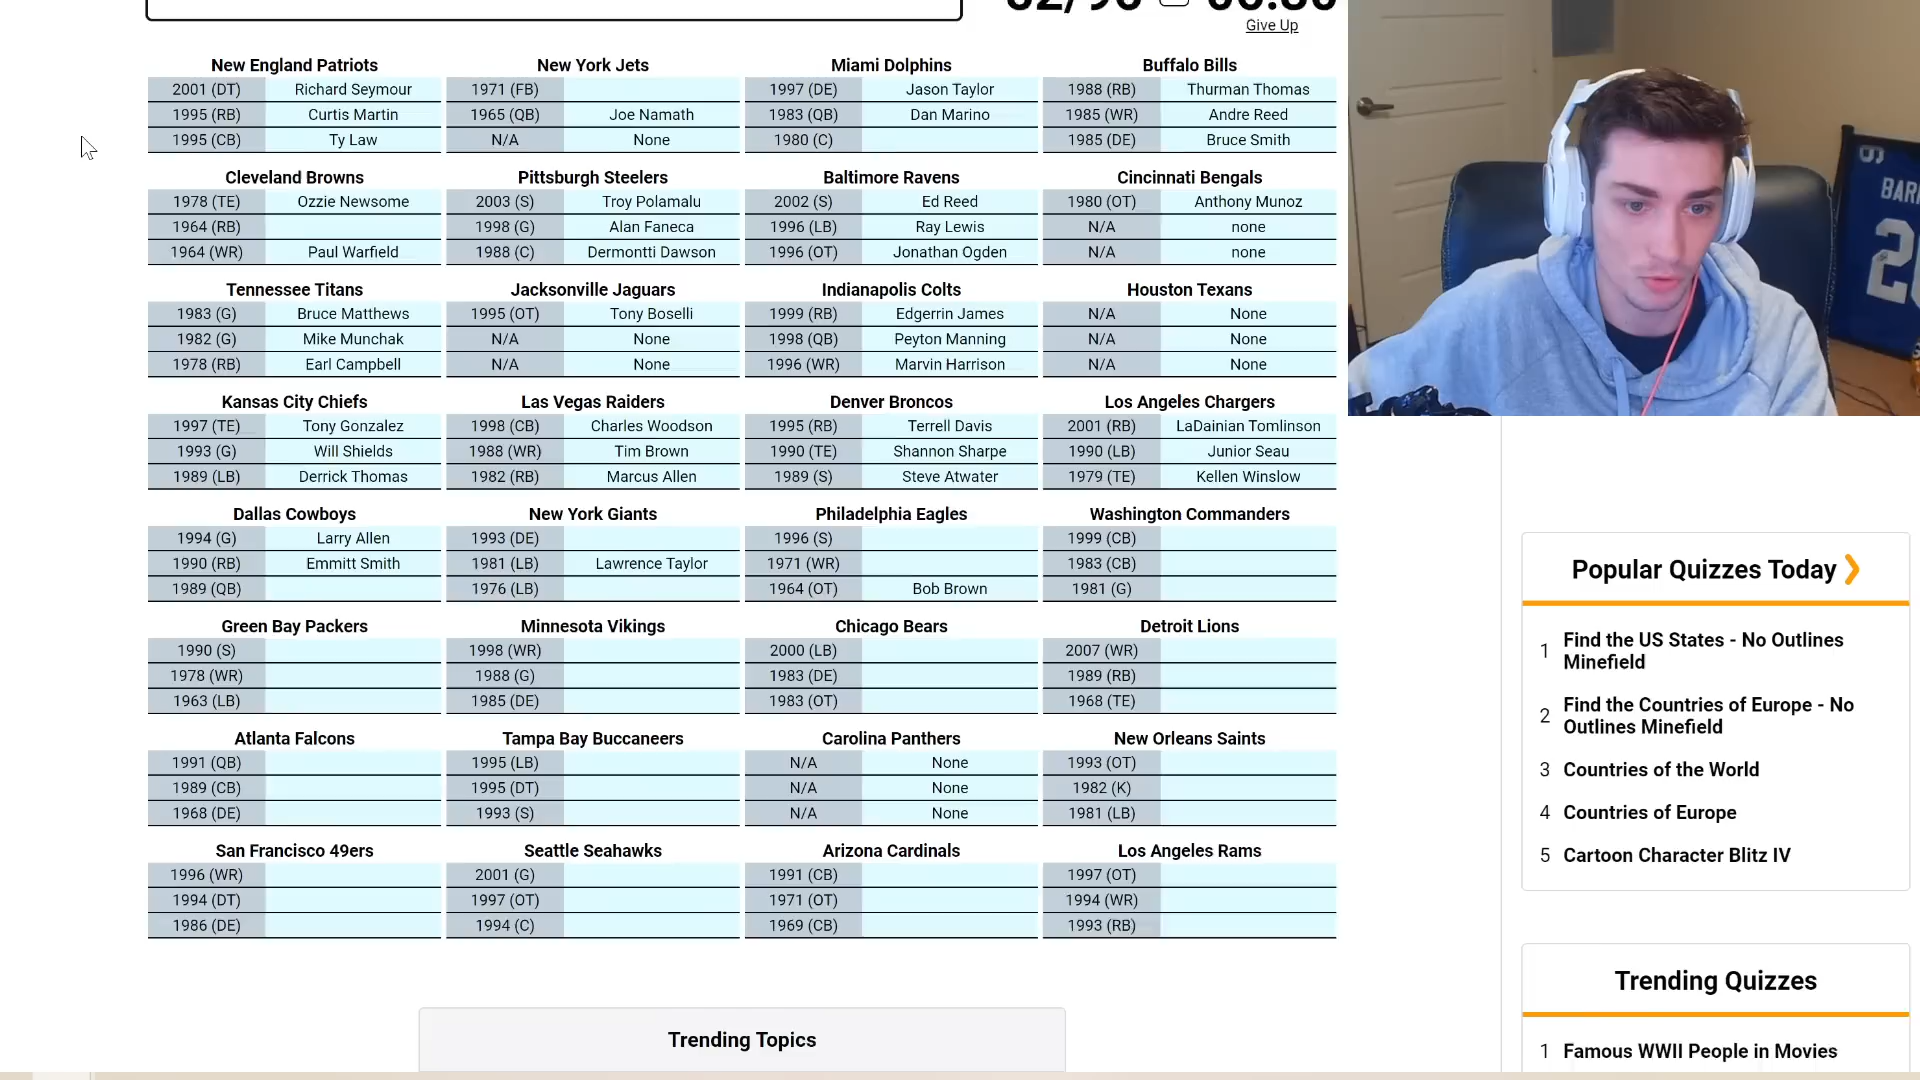 Give Up
New England Patriots New York Jets Miami Dolphins Buffalo Bills
2001 (DT) Richard Seymour 1971 (FB) 1997 (DE) Jason Taylor 1988 (RB) Thurman Thomas
1995 (RB) Curtis Martin 1965 (QB) Joe Namath 1983 (QB) Dan Marino 1985 (WR) Andre Reed
1995 (CB) Ty Law N/A None 1980 (C) 1985 (DE) Bruce Smith
Cleveland Browns Pittsburgh Steelers Baltimore Ravens Cincinnati Bengals
1978 (TE) Ozzie Newsome 2003 (S) Troy Polamalu 2002 (S) Ed Reed 1980 (OT) Anthony Munoz
1964 (RB) 1998 (G) Alan Faneca 1996 (LB) Ray Lewis N/A none
1964 (WR) Paul Warfield 1988 (C) Dermontti Dawson 1996 (OT) Jonathan Ogden N/A none
Tennessee Titans Jacksonville Jaguars Indianapolis Colts Houston Texans
1983 (G) Bruce Matthews 1995 (OT) Tony Boselli 1999 (RB) Edgerrin James N/A None
1982 (G) Mike Munchak N/A None 1998 (QB) Peyton Manning N/A None
1978 (RB) Earl Campbell N/A None 1996 (WR) Marvin Harrison N/A None
Kansas City Chiefs Las Vegas Raiders Denver Broncos Los Angeles Chargers
1997 (TE) Tony Gonzalez 1998 (CB) Charles Woodson 1995 (RB) Terrell Davis 2001 (RB) LaDainian Tomlinson
1993 (G) Will Shields 1988 (WR) Tim Brown 1990 (TE) Shannon Sharpe 1990 (LB) Junior Seau
1989 (LB) Derrick Thomas 1982 (RB) Marcus Allen 1989 (S) Steve Atwater 1979 (TE) Kellen Winslow
Dallas Cowboys New York Giants Philadelphia Eagles Washington Commanders
1994 (G) Larry Allen 1993 (DE) 1996 (S) 1999 (CB)
1990 (RB) Emmitt Smith 1981 (LB) Lawrence Taylor 1971 (WR) 1983 (CB)
1989 (QB) 1976 (LB) 1964 (OT) Bob Brown 1981 (G)
Green Bay Packers Minnesota Vikings Chicago Bears Detroit Lions
1990 (S) 1998 (WR) 2000 (LB) 2007 (WR)
1978 (WR) 1988 (G) 1983 (DE) 1989 (RB)
1963 (LB) 1985 (DE) 1983 (OT) 1968 (TE)
Atlanta Falcons Tampa Bay Buccaneers Carolina Panthers New Orleans Saints
1991 (QB) 1995 (LB) N/A None 1993 (OT)
1989 (CB) 1995 (DT) N/A None 1982 (K)
1968 (DE) 1993 (S) N/A None 1981 (LB)
San Francisco 49ers Seattle Seahawks Arizona Cardinals Los Angeles Rams
1996 (WR) 2001 (G) 1991 (CB) 1997 (OT)
1994 (DT) 1997 (OT) 1971 (OT) 1994 (WR)
1986 (DE) 1994 (C) 1969 (CB) 1993 (RB)
Trending Topics
Popular Quizzes Today
1 Find the US States - No Outlines
Minefield
2 Find the Countries of Europe - No
Outlines Minefield
3 Countries of the World
4 Countries of Europe
5 Cartoon Character Blitz IV
Trending Quizzes
1 Famous WWII People in Movies